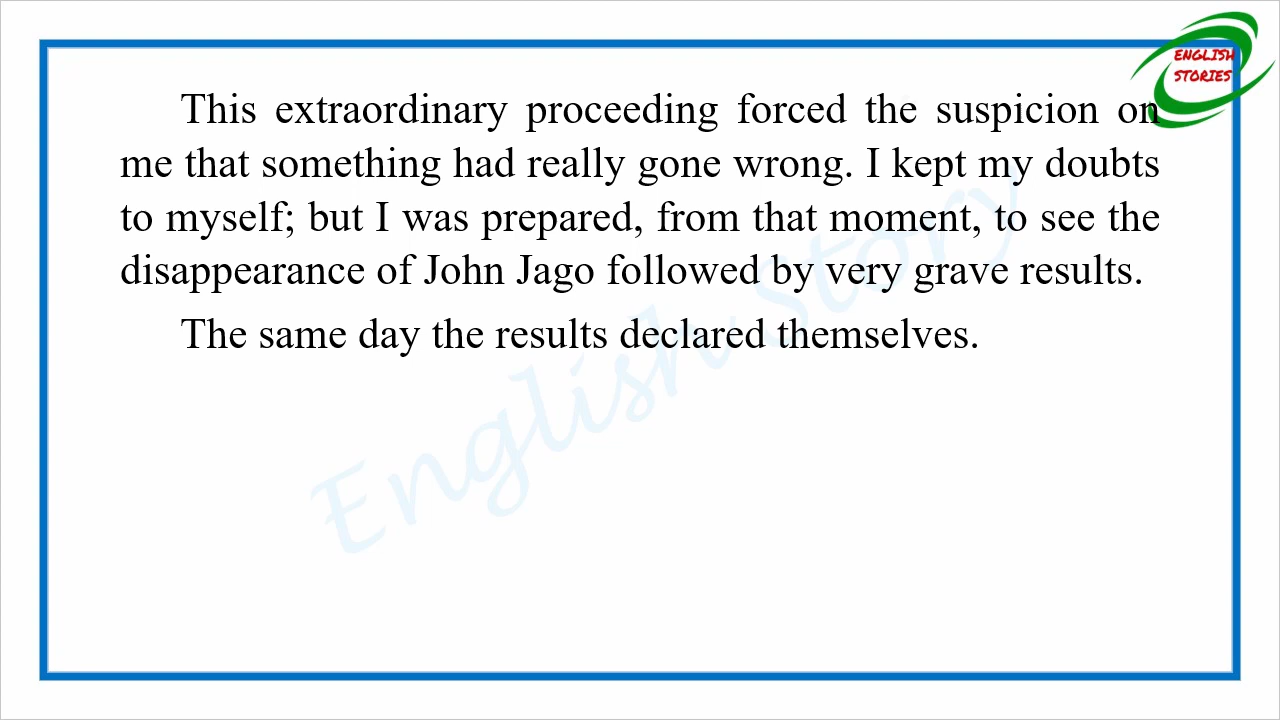 ENGLISH
STORIES
This extraordinary proceeding forced the suspicion on
me that something had really gone wrong. I kept my doubts
to myself; but I was prepared, from that moment, to see the
disappearance of John Jago followed by very grave results.
The same day the results declared themselves.
English Story